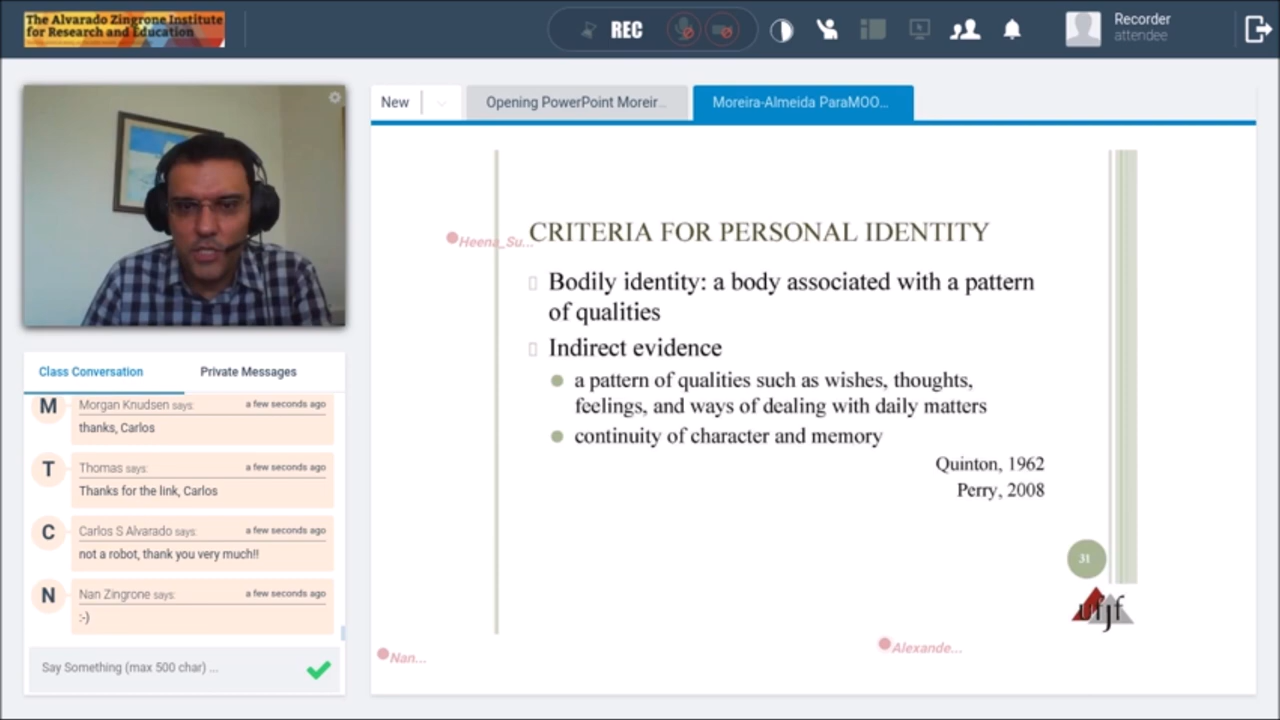 The Alvarado Zingrone Institute
for Research and Education
REC
Recorder
attendee
New
Opening PowerPoint Moreir...
Moreira-Almeida ParaMOO...
Class Conversation
Private Messages
M
Morgan Knudsen says:
a few seconds ago
thanks, Carlos
T
Thomas says:
a few seconds ago
Thanks for the link, Carlos
C
Carlos S Alvarado says:
a few seconds ago
not a robot, thank you very much!!
N
Nan Zingrone says:
a few seconds ago
:-)
Say Something (max 500 char) ...
Heena_Su...
CRITERIA FOR PERSONAL IDENTITY
Bodily identity: a body associated with a pattern
of qualities
Indirect evidence
a pattern of qualities such as wishes, thoughts,
feelings, and ways of dealing with daily matters
continuity of character and memory
Quinton, 1962
Perry, 2008
31
ufjf
Nan...
Alexande...